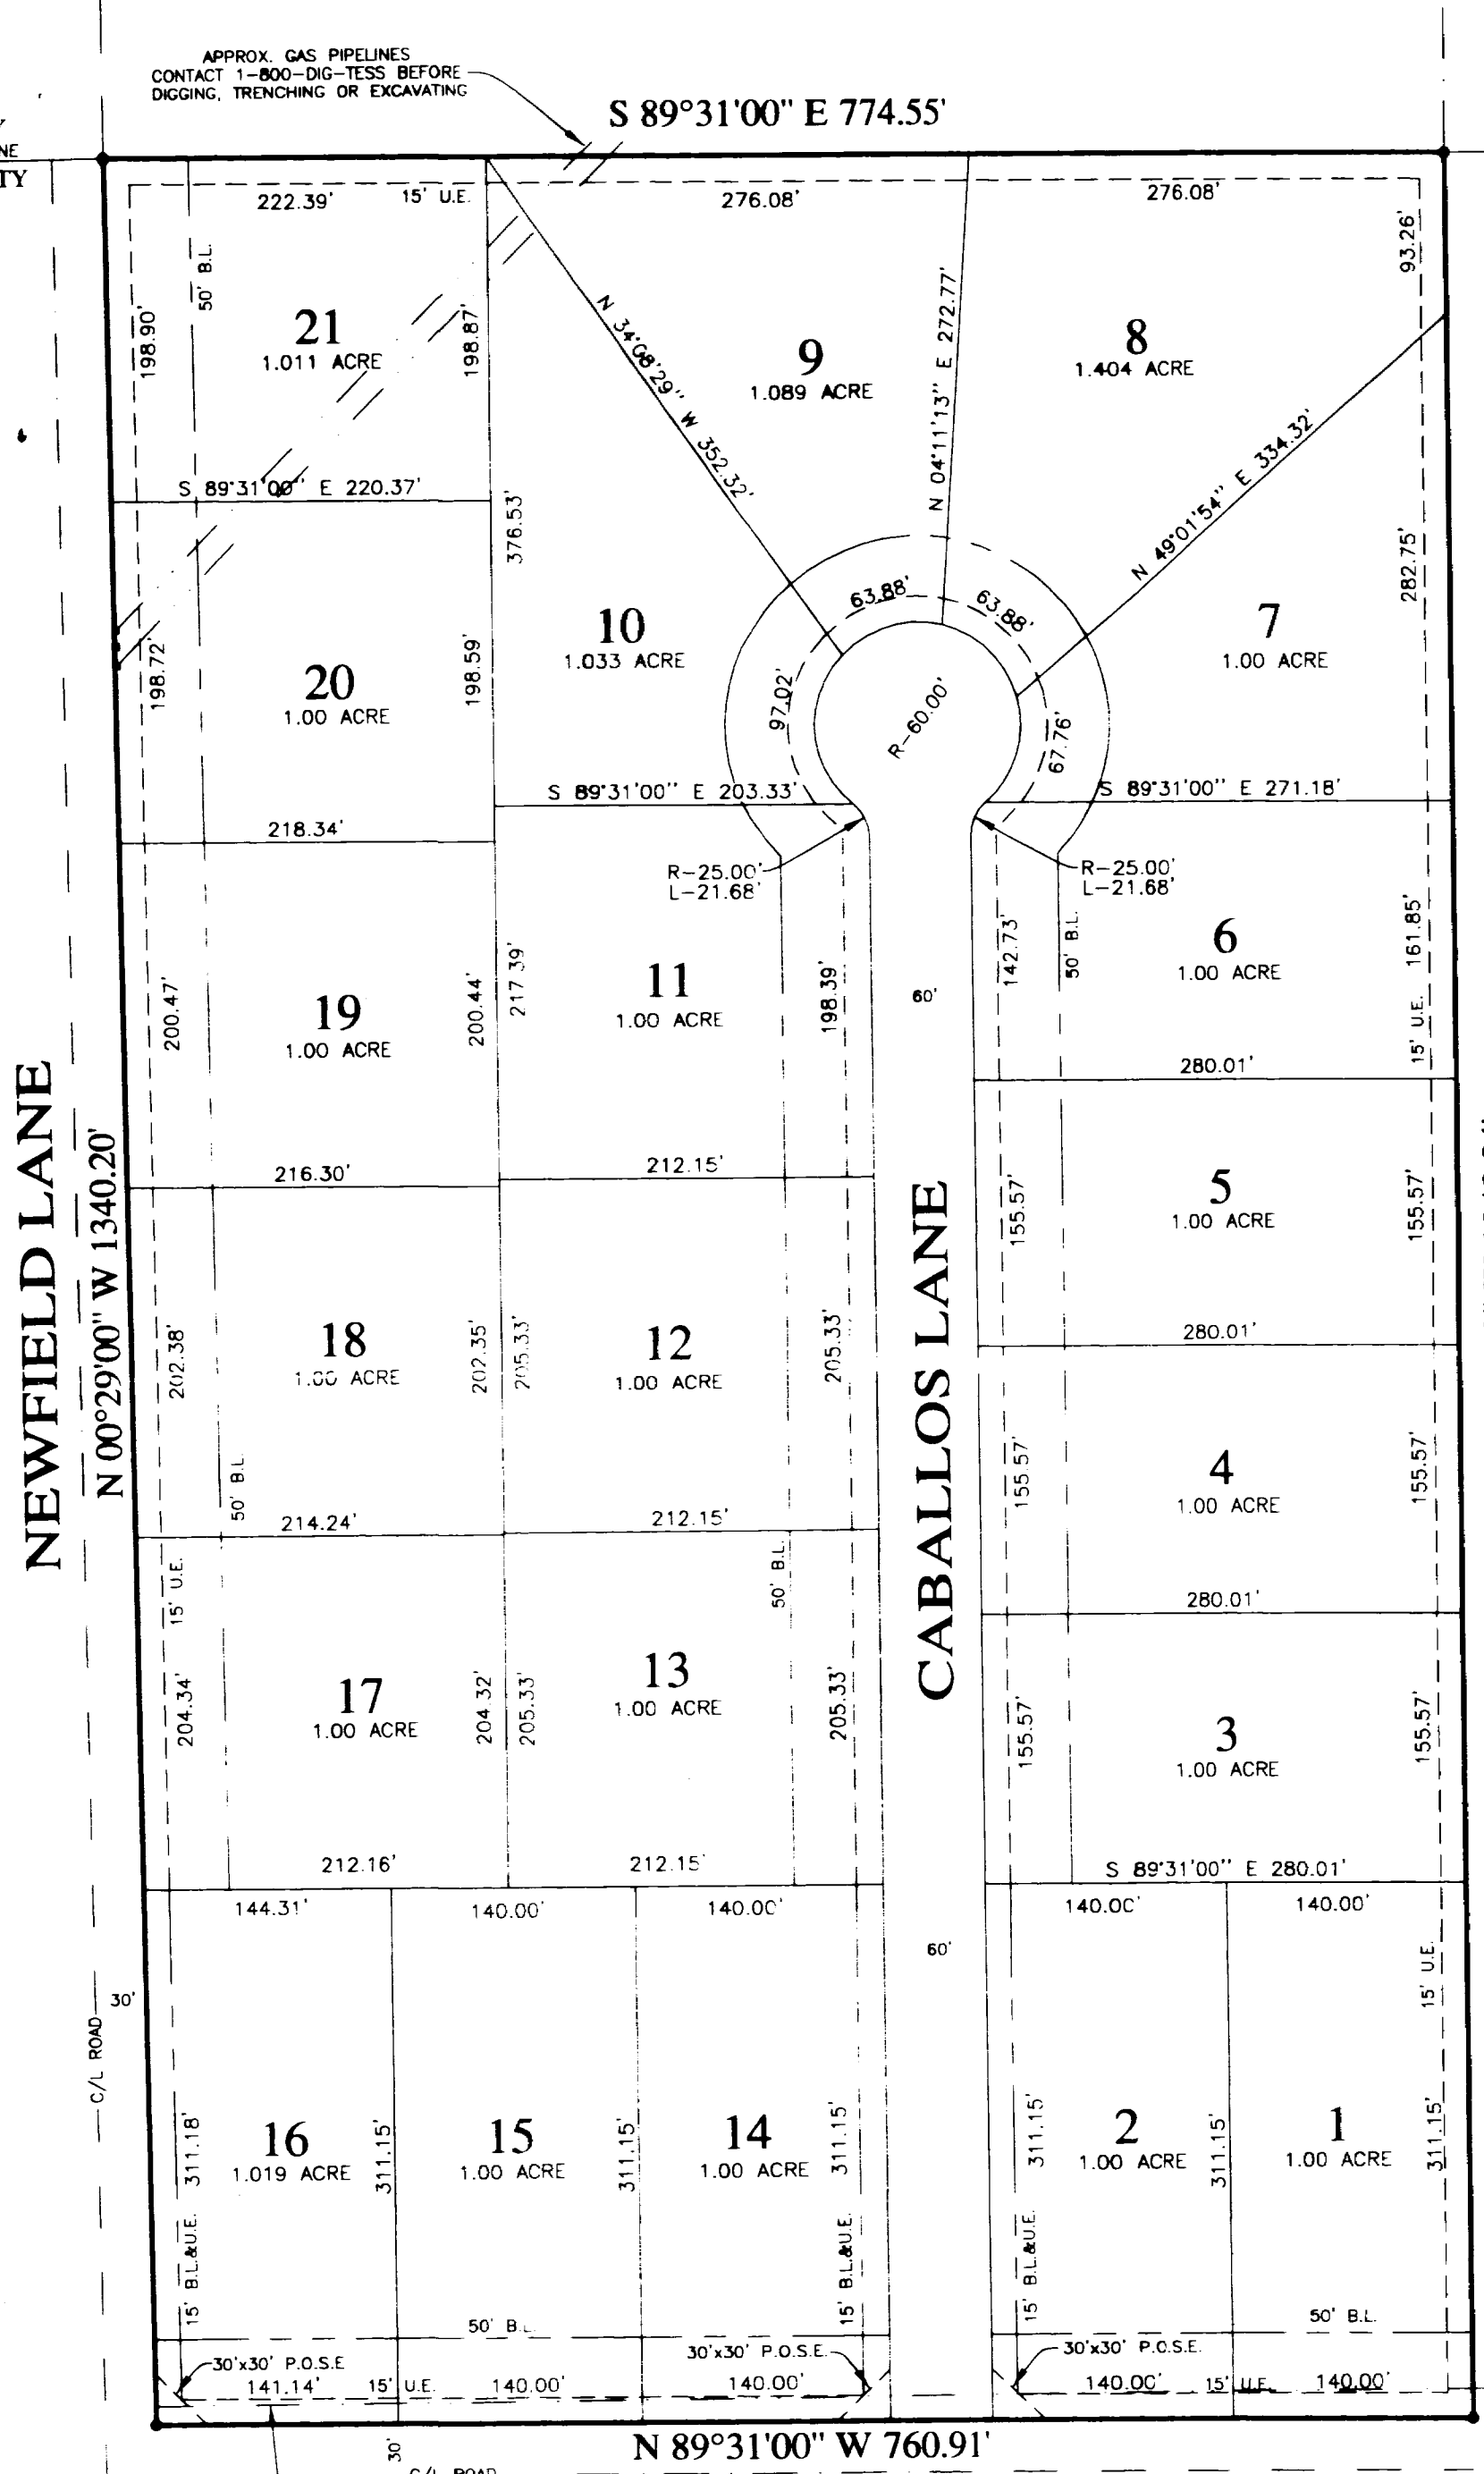 APPROX. GAS PIPELINES
CONTACT 1-800-DIG-TESS BEFORE
DIGGING, TRENCHING OR EXCAVATING
S 89°31'00" E 774.55'
NE
TY
222.39'
15' U.E.
276.08'
276.08'
93.26'
50' B.L.
198.90'
21
1.011 ACRE
198.87'
N 34°08'29" W 352.32'
9
1.089 ACRE
N 04°11'13" E 272.77'
8
1.404 ACRE
N 49°01'54" E 334.32'
S 89°31'00" E 220.37'
376.53'
282.75'
63.88'
63.88'
10
1.033 ACRE
7
1.00 ACRE
198.72'
20
1.00 ACRE
198.59'
97.02'
R-60.00'
67.76'
S 89°31'00" E 203.33'
S 89°31'00" E 271.18'
218.34'
R-25.00'
L-21.68'
R-25.00'
L-21.68'
200.47'
19
1.00 ACRE
200.44'
217.39'
11
1.00 ACRE
198.39'
60'
142.73'
50' B.L.
6
1.00 ACRE
161.85'
15' U.E.
280.01'
NEWFIELD LANE
N 00°29'00" W 1340.20'
216.30'
212.15'
CABALLOS LANE
155.57'
5
1.00 ACRE
155.57'
280.01'
202.38'
18
1.00 ACRE
202.35'
205.33'
12
1.00 ACRE
205.33'
155.57'
4
1.00 ACRE
155.57'
50' B.L.
214.24'
212.15'
280.01'
15' U.E.
50' B.L.
204.34'
17
1.00 ACRE
204.32'
205.33'
13
1.00 ACRE
205.33'
155.57'
3
1.00 ACRE
155.57'
212.16'
212.15'
S 89°31'00" E 280.01'
144.31'
140.00'
140.00'
140.00'
140.00'
60'
30'
C/L ROAD
15' U.E.
311.18'
16
1.019 ACRE
311.15'
15
1.00 ACRE
311.15'
14
1.00 ACRE
311.15'
311.15'
2
1.00 ACRE
311.15'
1
1.00 ACRE
311.15'
15' B.L.&U.E.
15' B.L.&U.E.
15' B.L.&U.E.
50' B.L.
50' B.L.
30'x30' P.O.S.E
30'x30' P.O.S.E.
30'x30' P.O.S.E.
141.14'
15' U.E.
140.00'
140.00'
140.00'
15' U.E.
140.00'
N 89°31'00" W 760.91'
30'
C/L ROAD